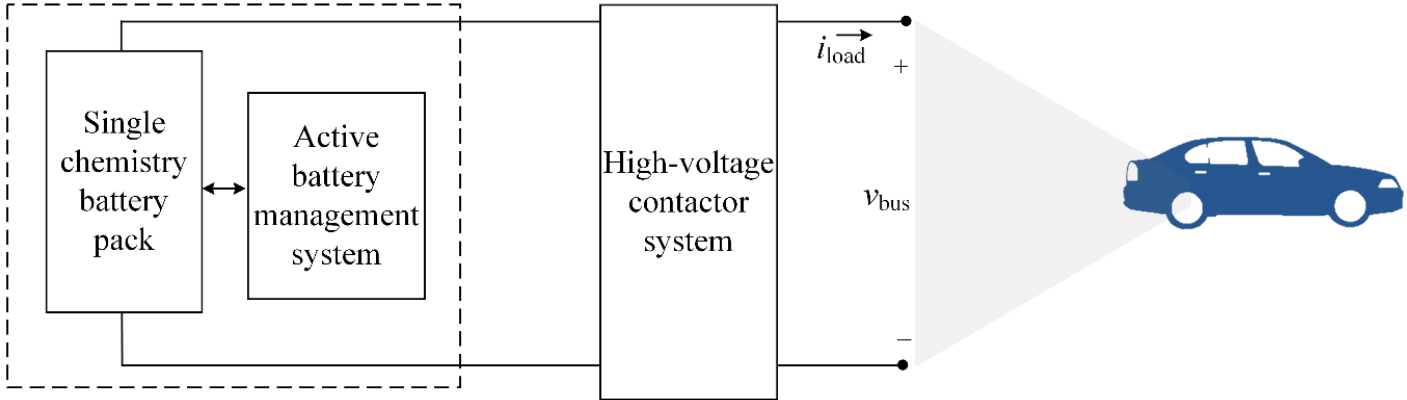 Single
chemistry
battery
pack
Active
battery
management
system
High-voltage
contactor
system
i_load
+
v_bus
−